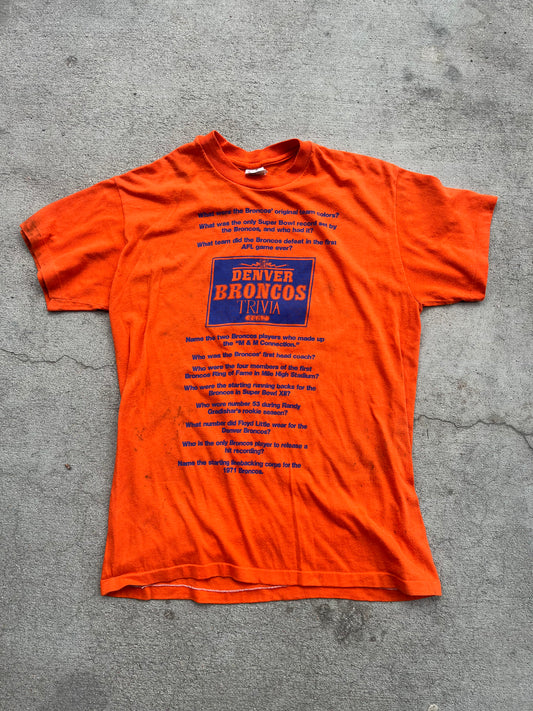 What were the Broncos' original team colors?
What was the only Super Bowl record set by
the Broncos, and who had it?
What team did the Broncos defeat in the first
AFL game ever?
The
DENVER
BRONCOS
TRIVIA
Name the two Broncos players who made up
the "M & M Connection."
Who was the Broncos' first head coach?
Who were the four members of the first
Broncos Ring of Fame in Mile High Stadium?
Who were the starting running backs for the
Broncos in Super Bowl XII?
Who wore number 53 during Randy
Gradishar's rookie season?
What number did Floyd Little wear for the
Denver Broncos?
Who is the only Broncos player to release a
hit recording?
Name the starting linebacking corps for the
1971 Broncos.